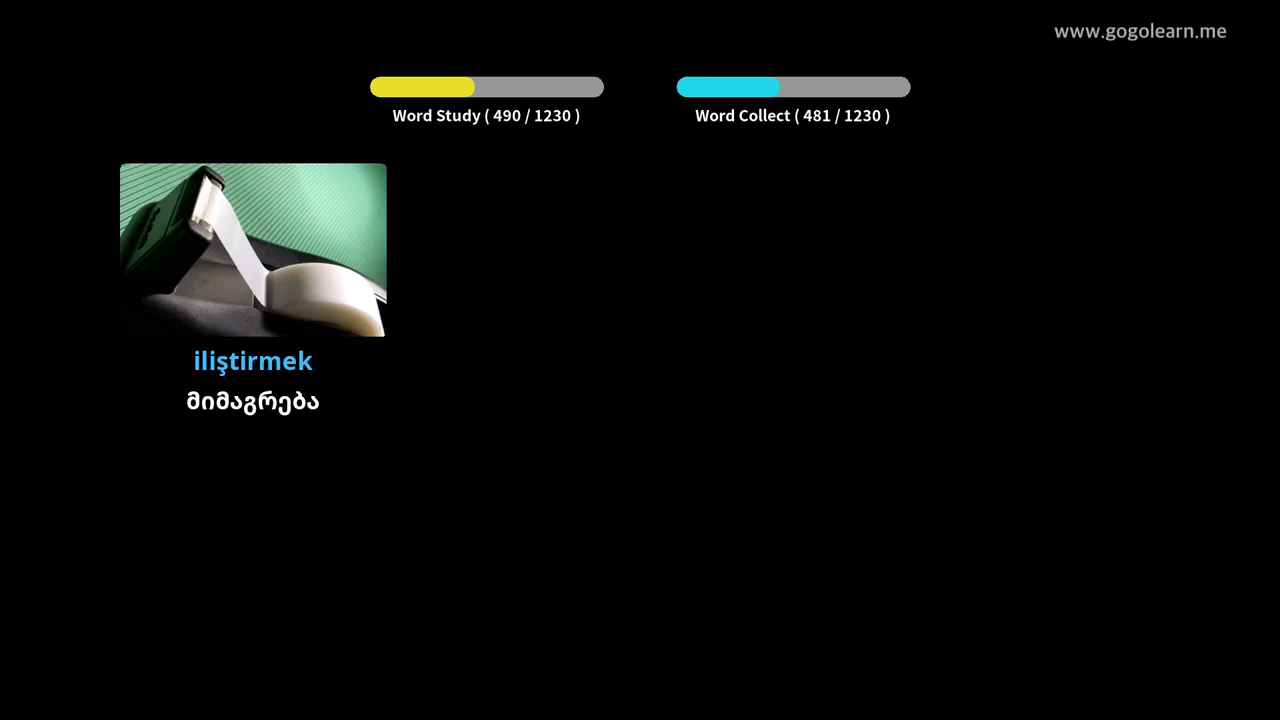 www.gogolearn.me
Word Study ( 490 / 1230 )
Word Collect ( 481 / 1230 )
iliştirmek
მიმაგრება